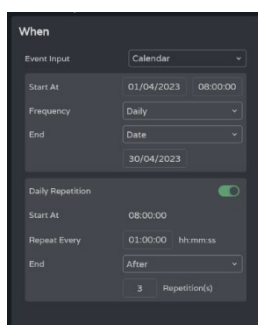 When
Event Input Calendar
Start At 01/04/2023 08:00:00
Frequency Daily
End Date
30/04/2023
Daily Repetition
Start At 08:00:00
Repeat Every 01:00:00 hh:mm:ss
End After
3 Repetition(s)